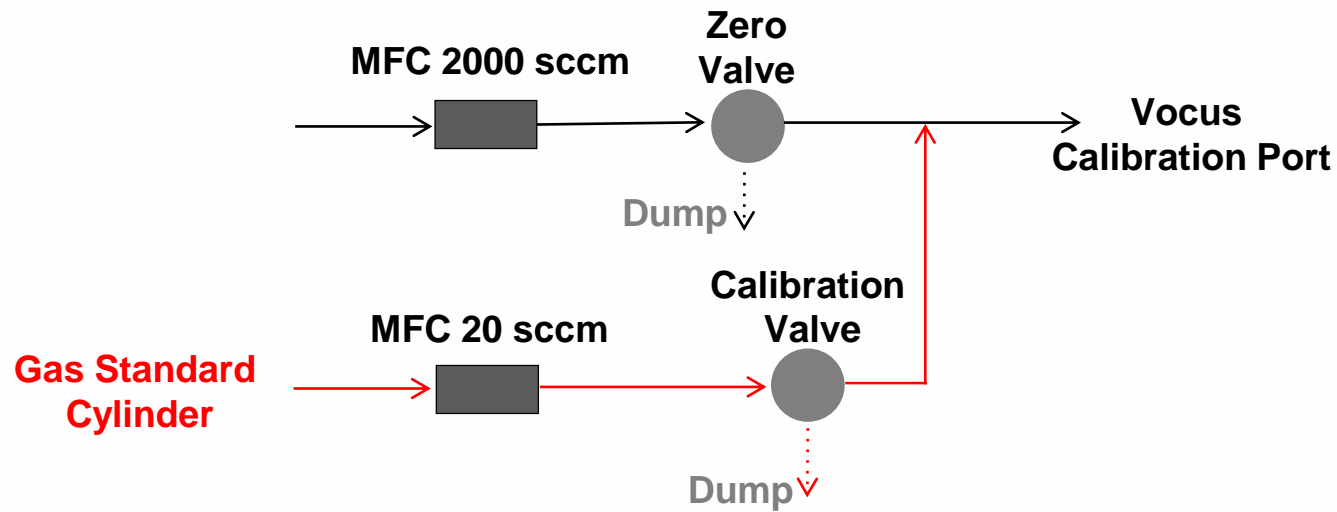 Zero
Valve
MFC 2000 sccm
Vocus
Calibration Port
Dump
Calibration
Valve
MFC 20 sccm
Gas Standard
Cylinder
Dump